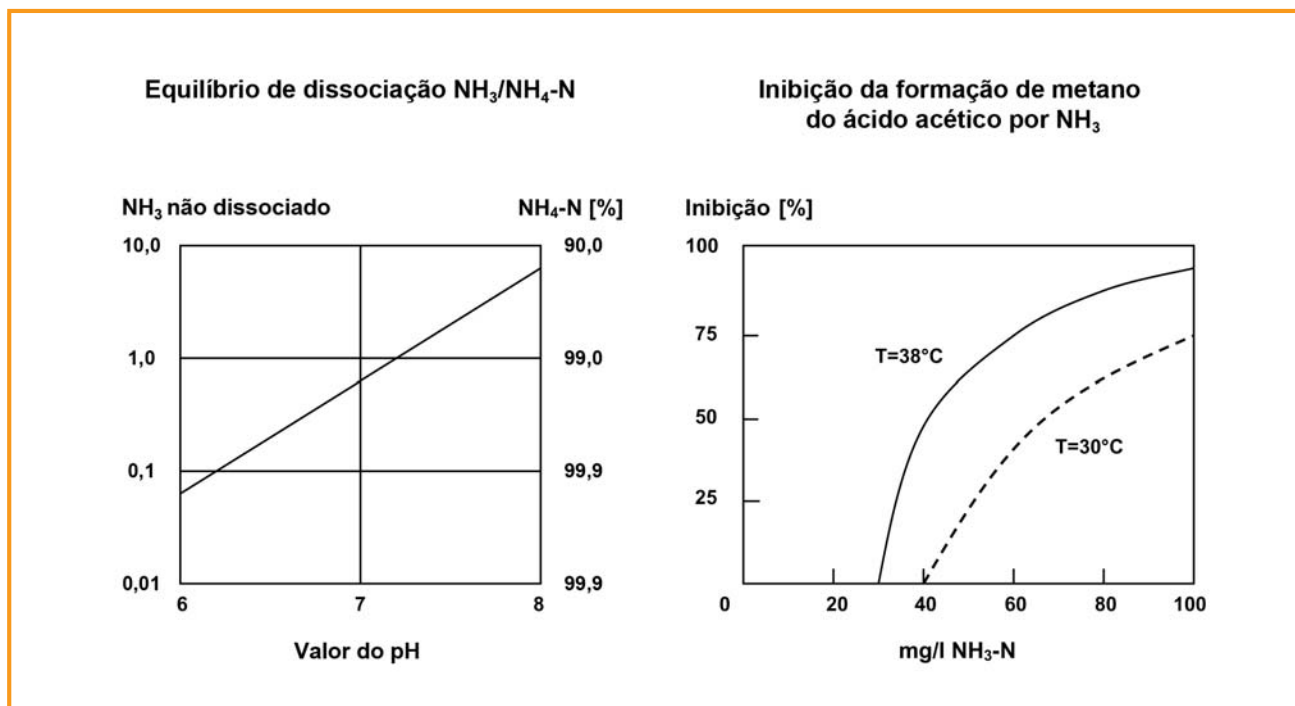 Equilíbrio de dissociação NH₃/NH₄-N
NH₃ não dissociado
NH₄-N [%]
10,0
90,0
1,0
99,0
0,1
99,9
0,01
99,9
6
7
8
Valor do pH
Inibição da formação de metano
do ácido acético por NH₃
Inibição [%]
100
75
T=38°C
50
T=30°C
25
0
20
40
60
80
100
mg/l NH₃-N